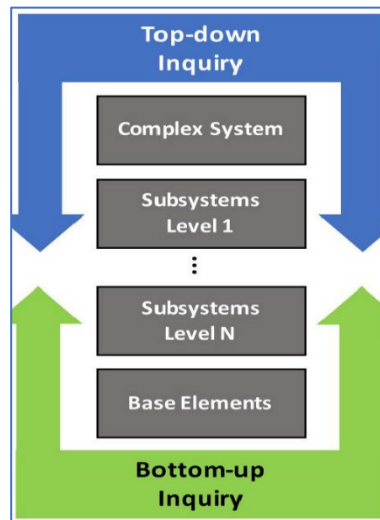 Top-down
Inquiry
Complex System
Subsystems
Level 1
⋮
Subsystems
Level N
Base Elements
Bottom-up
Inquiry